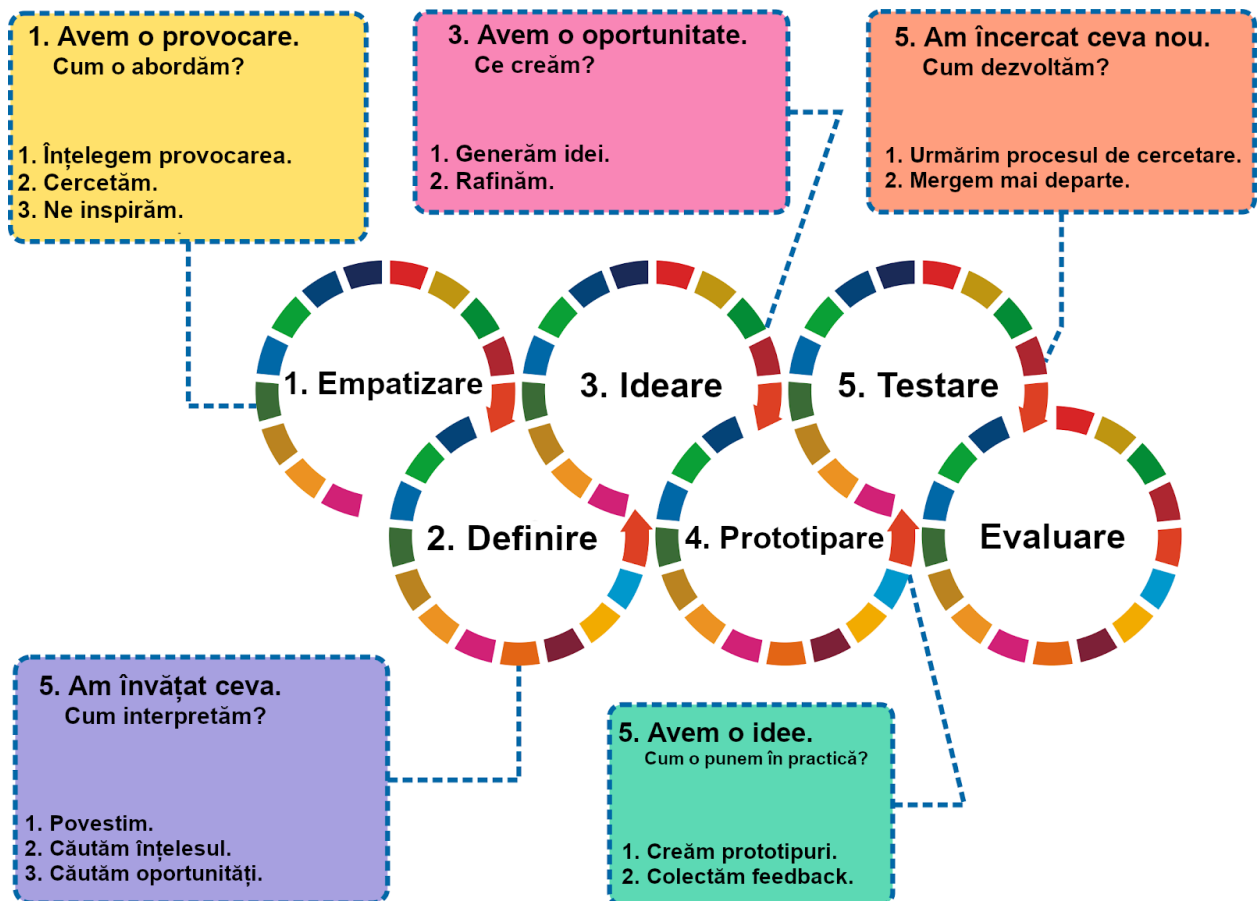 1. Avem o provocare.
Cum o abordăm?
1. Înțelegem provocarea.
2. Cercetăm.
3. Ne inspirăm.
3. Avem o oportunitate.
Ce creăm?
1. Generăm idei.
2. Rafinăm.
5. Am încercat ceva nou.
Cum dezvoltăm?
1. Urmărim procesul de cercetare.
2. Mergem mai departe.
1. Empatizare
3. Ideare
5. Testare
2. Definire
4. Prototipare
Evaluare
5. Am învățat ceva.
Cum interpretăm?
1. Povestim.
2. Căutăm înțelesul.
3. Căutăm oportunități.
5. Avem o idee.
Cum o punem în practică?
1. Creăm prototipuri.
2. Colectăm feedback.